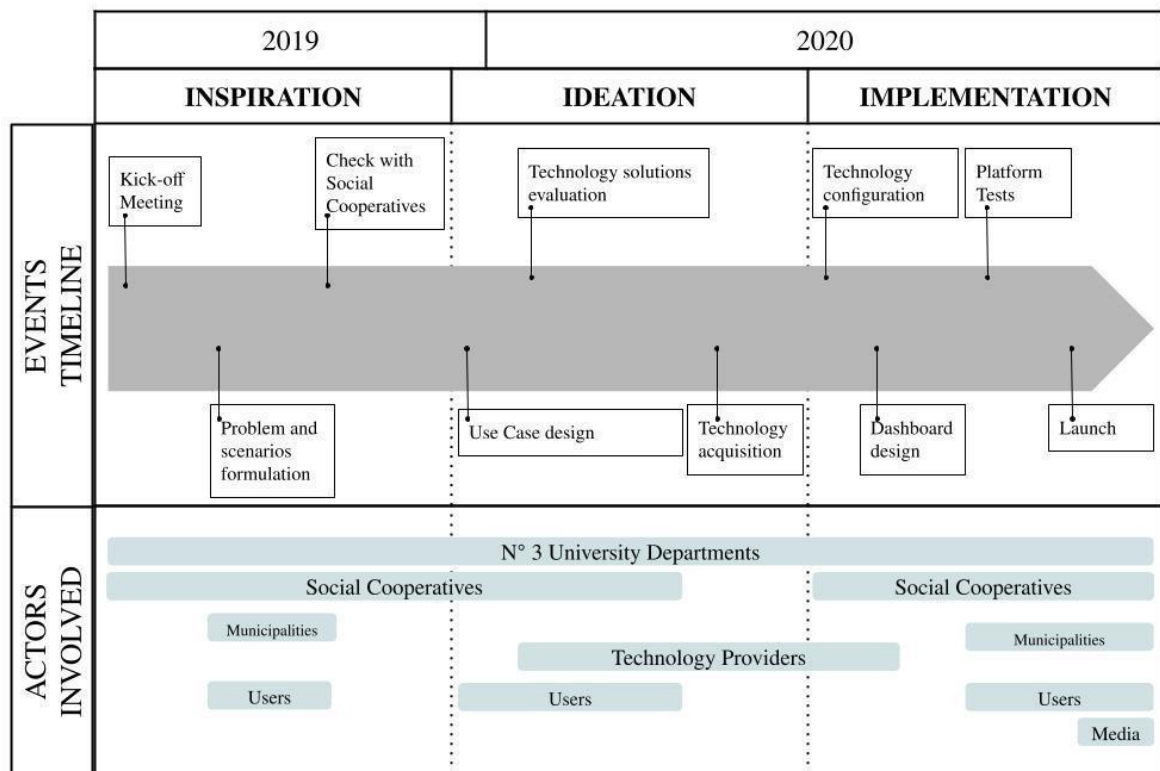 2019
2020
INSPIRATION
IDEATION
IMPLEMENTATION
EVENTS
TIMELINE
Kick-off
Meeting
Check with
Social
Cooperatives
Technology solutions
evaluation
Technology
configuration
Platform
Tests
Problem and
scenarios
formulation
Use Case design
Technology
acquisition
Dashboard
design
Launch
ACTORS
INVOLVED
N° 3 University Departments
Social Cooperatives
Social Cooperatives
Municipalities
Municipalities
Technology Providers
Users
Users
Users
Media